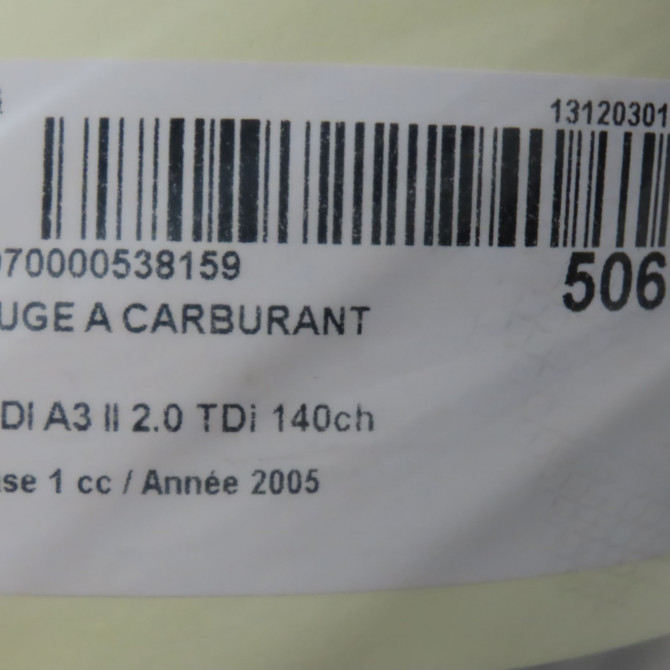 13120301
070000538159
506
UGE A CARBURANT
DI A3 II 2.0 TDi 140ch
se 1 cc / Année 2005